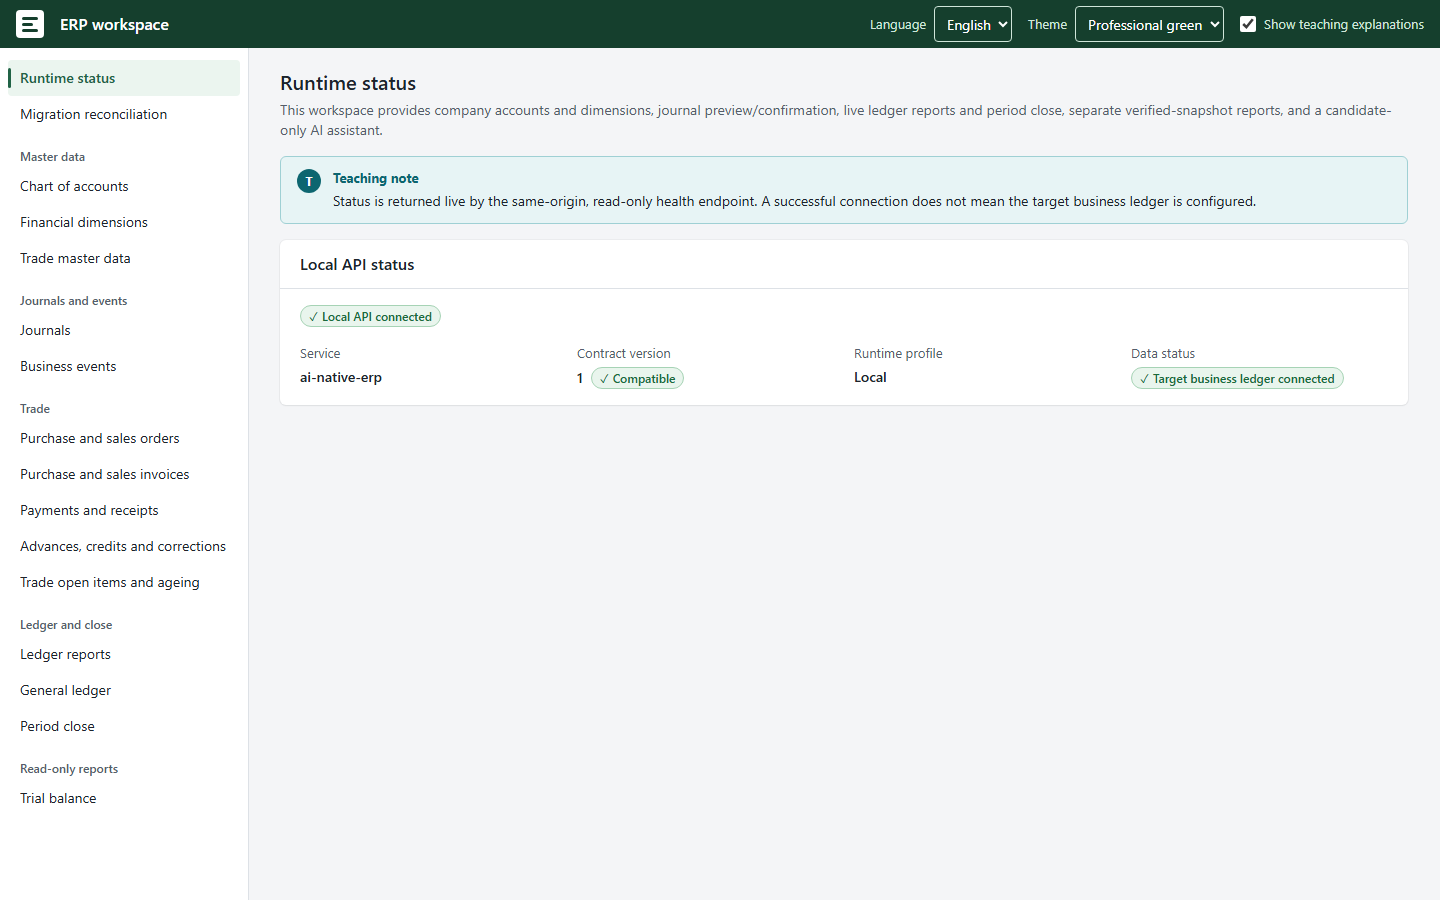 ERP workspace
Language
English
Theme
Professional green
Show teaching explanations
Runtime status
Migration reconciliation
Master data
Chart of accounts
Financial dimensions
Trade master data
Journals and events
Journals
Business events
Trade
Purchase and sales orders
Purchase and sales invoices
Payments and receipts
Advances, credits and corrections
Trade open items and ageing
Ledger and close
Ledger reports
General ledger
Period close
Read-only reports
Trial balance
Runtime status
This workspace provides company accounts and dimensions, journal preview/confirmation, live ledger reports and period close, separate verified-snapshot reports, and a candidate-
only AI assistant.
T
Teaching note
Status is returned live by the same-origin, read-only health endpoint. A successful connection does not mean the target business ledger is configured.
Local API status
✓ Local API connected
Service
ai-native-erp
Contract version
1 ✓ Compatible
Runtime profile
Local
Data status
✓ Target business ledger connected